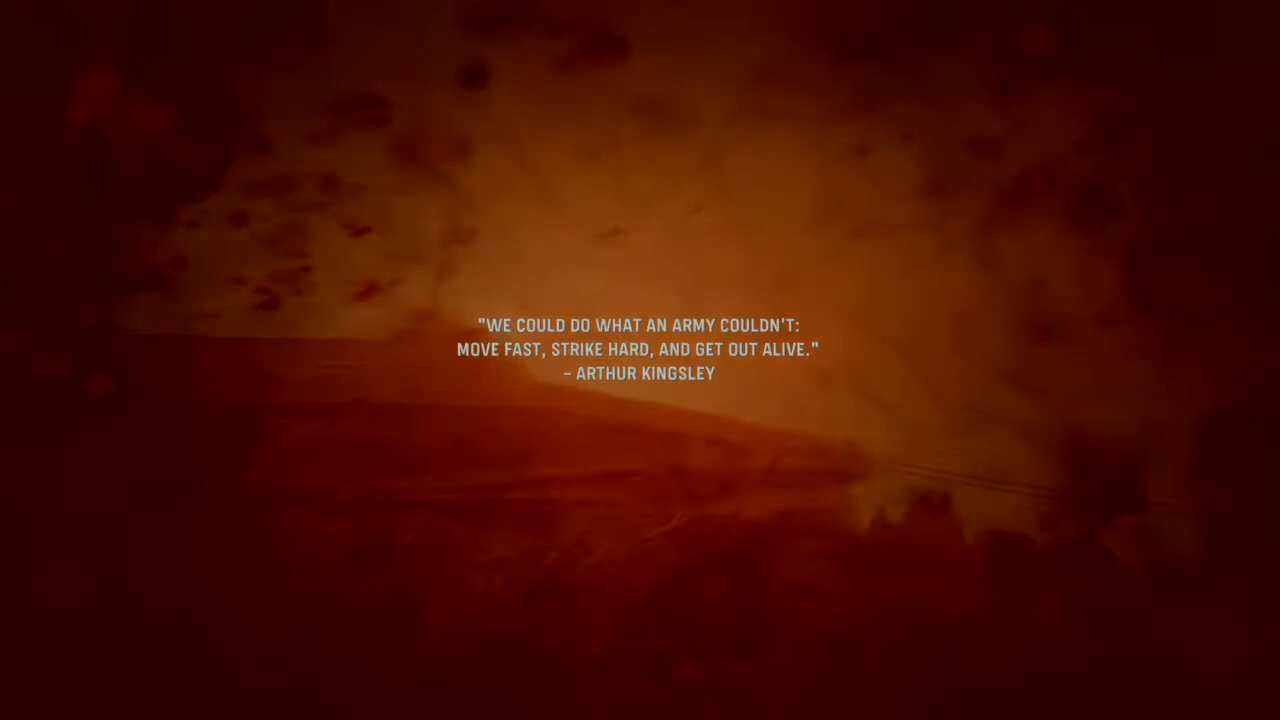 "WE COULD DO WHAT AN ARMY COULDN'T:
MOVE FAST, STRIKE HARD, AND GET OUT ALIVE."
– ARTHUR KINGSLEY